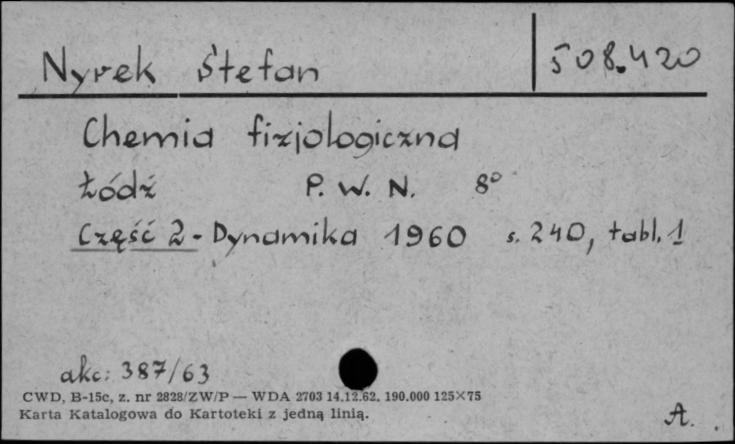 Nyrek Stefan 508.420
Chemia fizjologiczna
Łódź P. W. N. 8°
Część 2 - Dynamika 1960 s. 240, tabl. 1
akc: 387/63
CWD, B-15c, z. nr 2828/ZW/P — WDA 2703 14.12.62. 190.000 125×75
Karta Katalogowa do Kartoteki z jedną linią.
A.